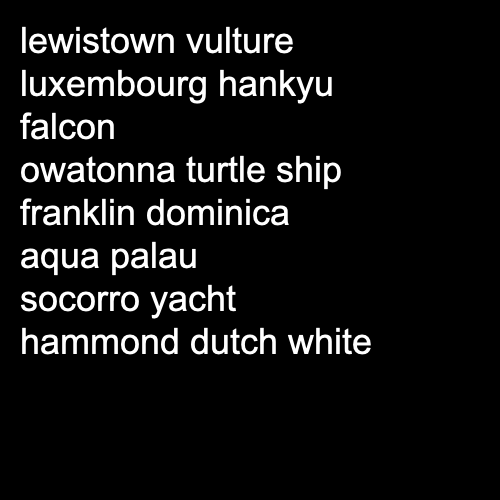 lewistown vulture
luxembourg hankyu
falcon
owatonna turtle ship
franklin dominica
aqua palau
socorro yacht
hammond dutch white